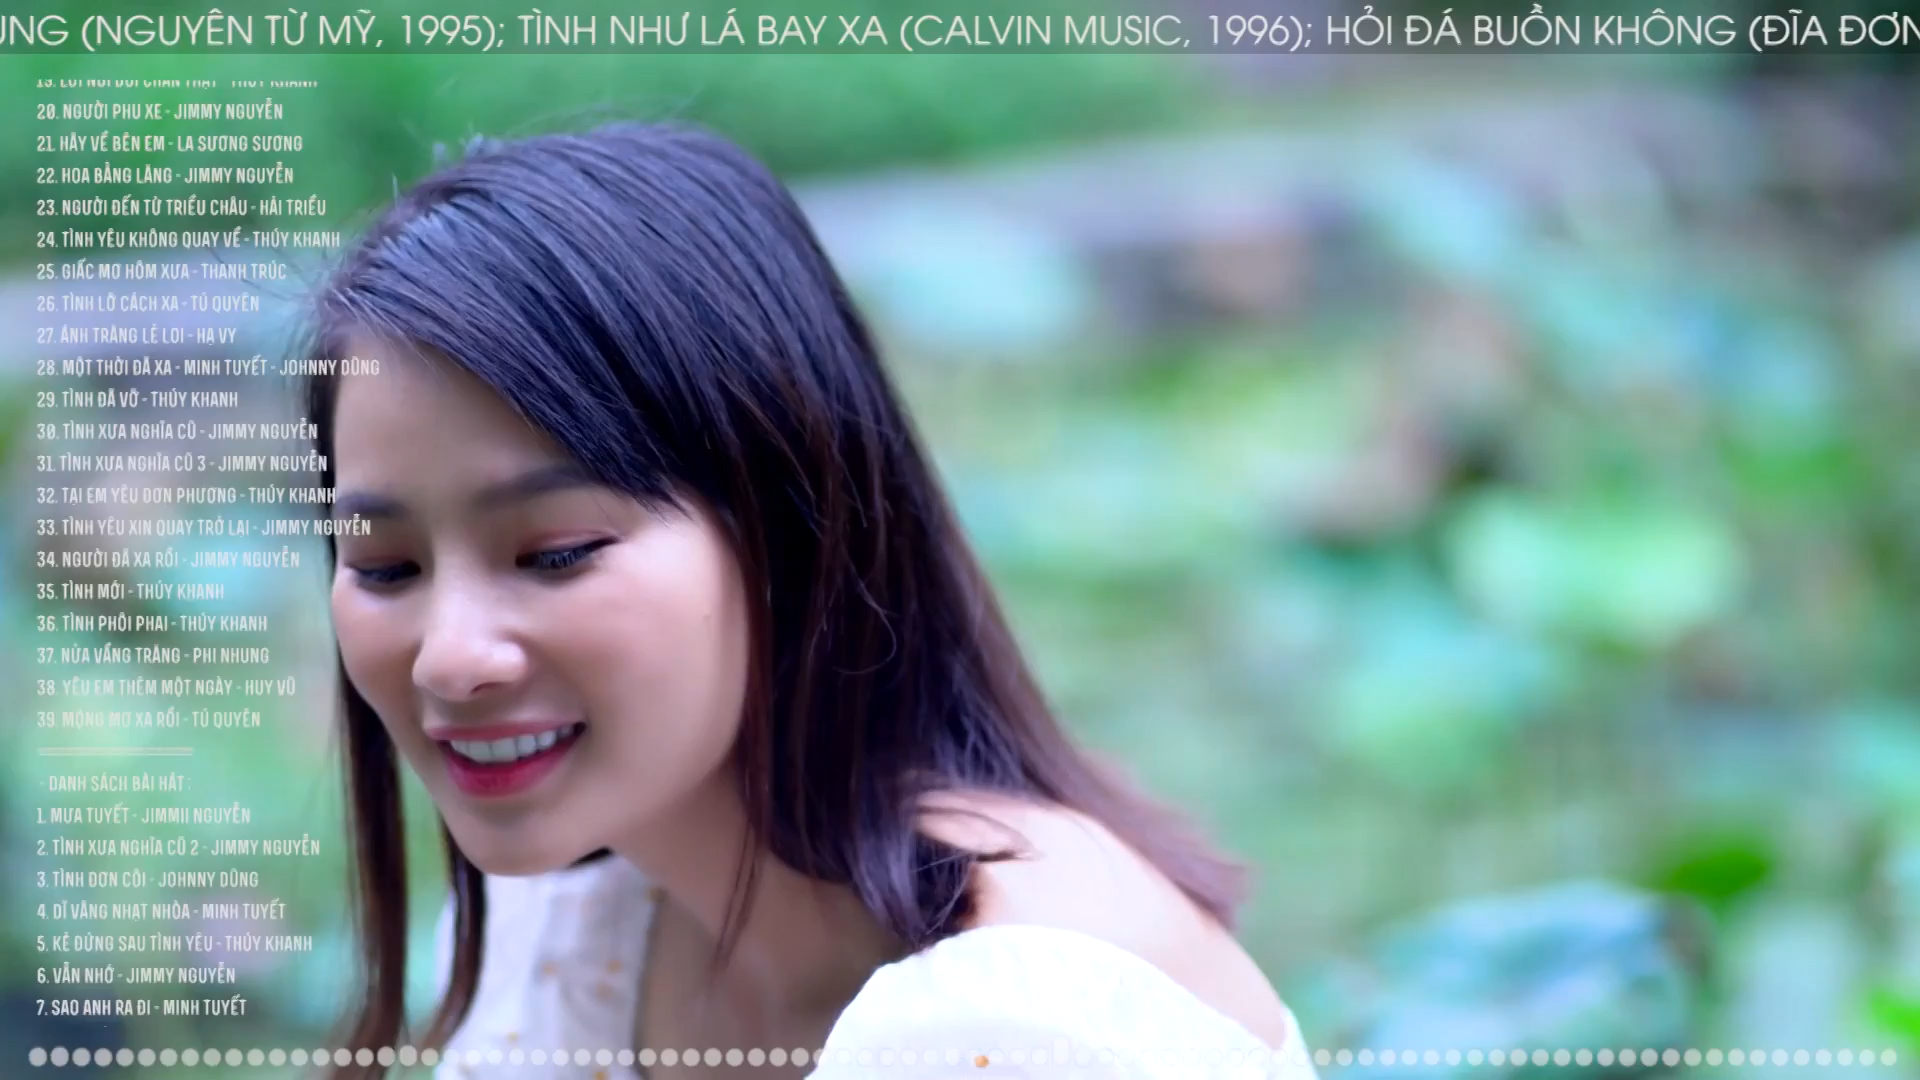 UNG (NGUYÊN TỪ MỸ, 1995); TÌNH NHƯ LÁ BAY XA (CALVIN MUSIC, 1996); HỎI ĐÁ BUỒN KHÔNG (ĐĨA ĐƠN
19. LỜI NÓI DỐI CHÂN THẬT - THÚY KHANH
20. NGƯỜI PHU XE - JIMMY NGUYỄN
21. HÃY VỀ BÊN EM - LA SƯƠNG SƯƠNG
22. HOA BẰNG LĂNG - JIMMY NGUYỄN
23. NGƯỜI ĐẾN TỪ TRIỀU CHÂU - HẢI TRIỀU
24. TÌNH YÊU KHÔNG QUAY VỀ - THÚY KHANH
25. GIẤC MƠ HÔM XƯA - THANH TRÚC
26. TÌNH LỠ CÁCH XA - TÚ QUYÊN
27. ÁNH TRĂNG LẺ LOI - HẠ VY
28. MỘT THỜI ĐÃ XA - MINH TUYẾT - JOHNNY DŨNG
29. TÌNH ĐÃ VỠ - THÚY KHANH
30. TÌNH XƯA NGHĨA CŨ - JIMMY NGUYỄN
31. TÌNH XƯA NGHĨA CŨ 3 - JIMMY NGUYỄN
32. TẠI EM YÊU ĐƠN PHƯƠNG - THÚY KHANH
33. TÌNH YÊU XIN QUAY TRỞ LẠI - JIMMY NGUYỄN
34. NGƯỜI ĐÃ XA RỒI - JIMMY NGUYỄN
35. TÌNH MỚI - THÚY KHANH
36. TÌNH PHÔI PHAI - THÚY KHANH
37. NỬA VẦNG TRĂNG - PHI NHUNG
38. YÊU EM THÊM MỘT NGÀY - HUY VŨ
39. MỘNG MƠ XA RỒI - TÚ QUYÊN
- DANH SÁCH BÀI HÁT :
1. MƯA TUYẾT - JIMMII NGUYỄN
2. TÌNH XƯA NGHĨA CŨ 2 - JIMMY NGUYỄN
3. TÌNH ĐƠN CÔI - JOHNNY DŨNG
4. DĨ VÃNG NHẠT NHÒA - MINH TUYẾT
5. KẺ ĐỨNG SAU TÌNH YÊU - THÚY KHANH
6. VẪN NHỚ - JIMMY NGUYỄN
7. SAO ANH RA ĐI - MINH TUYẾT